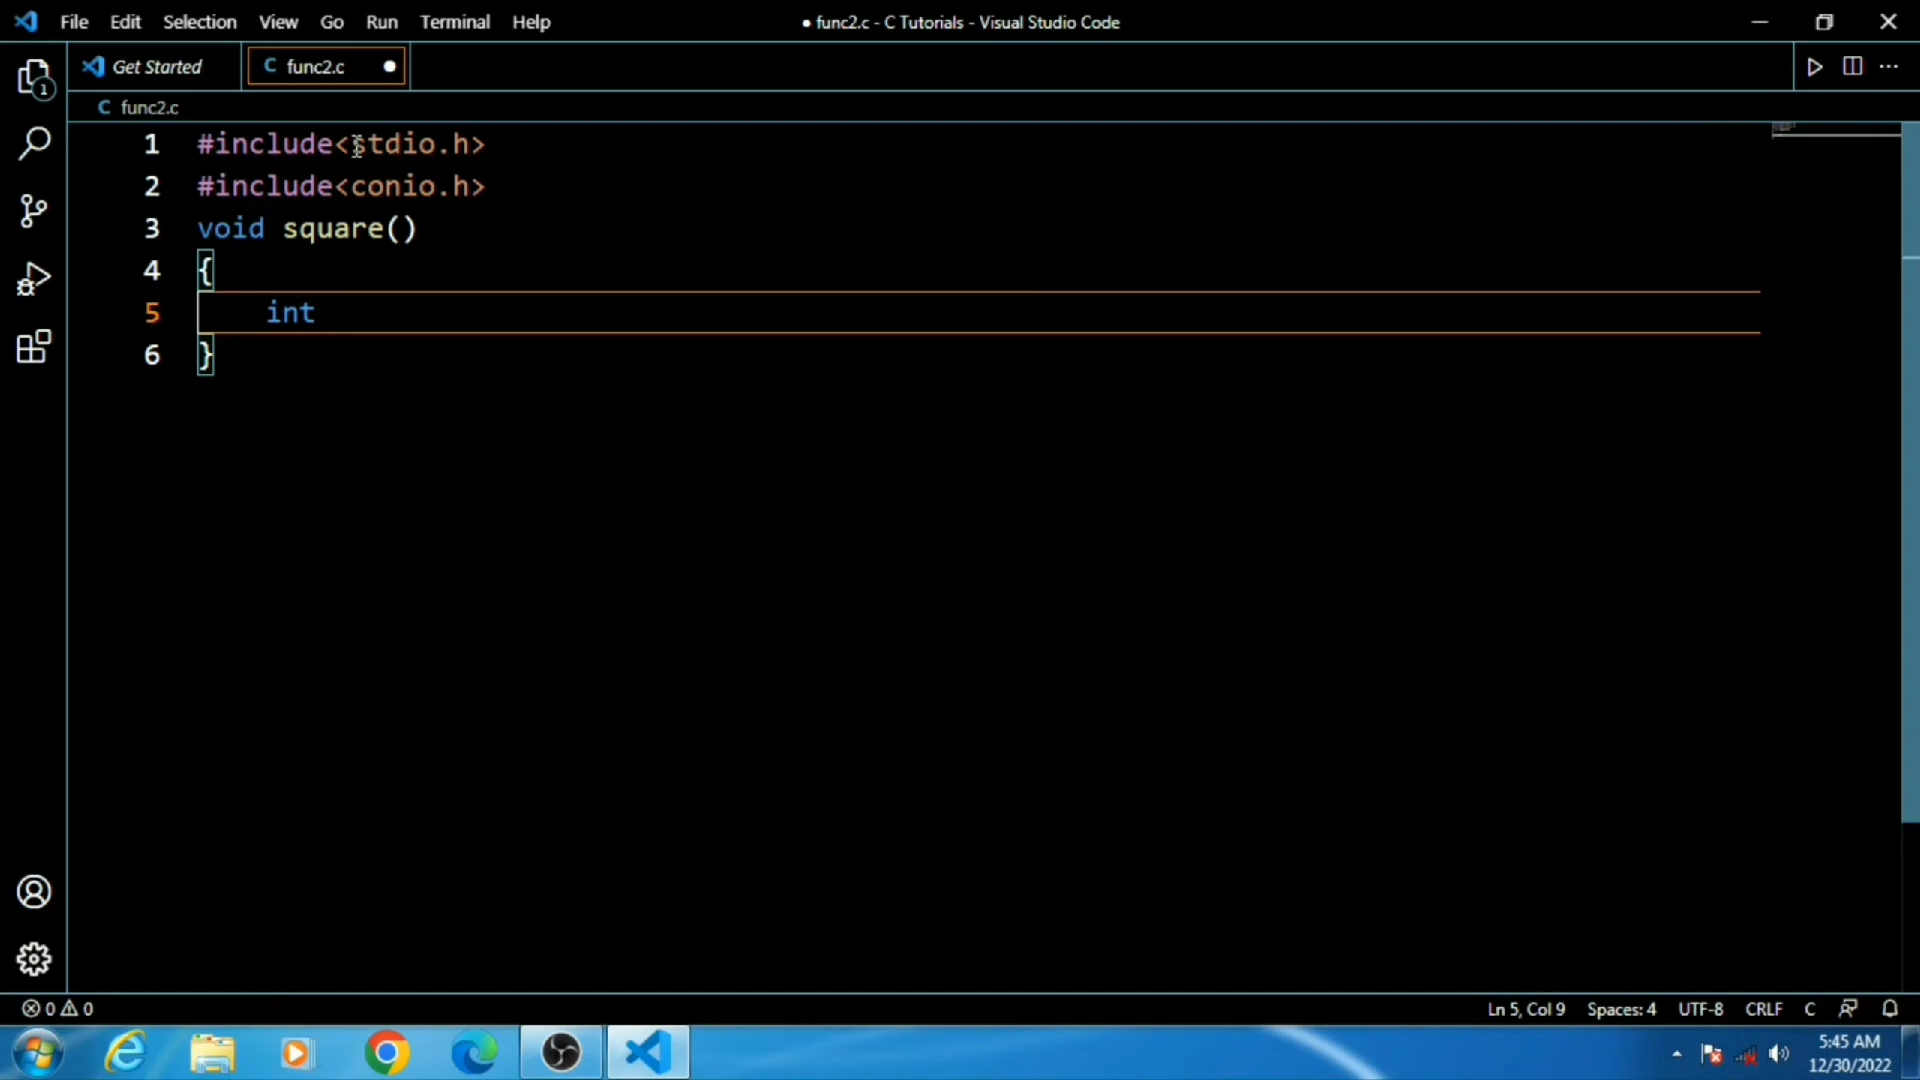 File Edit Selection View Go Run Terminal Help
● func2.c - C Tutorials - Visual Studio Code
Get Started
C func2.c ●
1
C func2.c
1 #include<stdio.h>
2 #include<conio.h>
3 void square()
4 {
5 int
6 }
0 0
Ln 5, Col 9 Spaces: 4 UTF-8 CRLF C
5:45 AM
12/30/2022